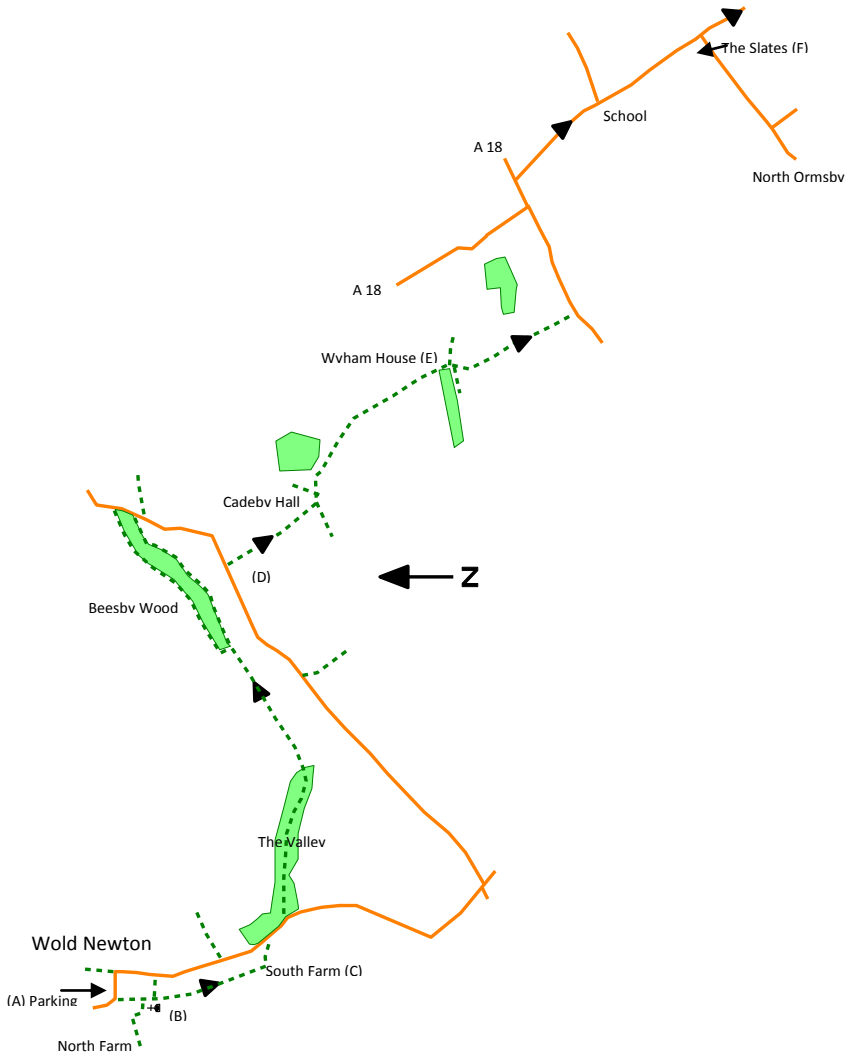 The Slates (F)
School
A 18
North Ormsby
A 18
Wyham House (E)
Cadeby Hall
(D)
N
Beesby Wood
The Valley
Wold Newton
South Farm (C)
(A) Parking
(B)
North Farm